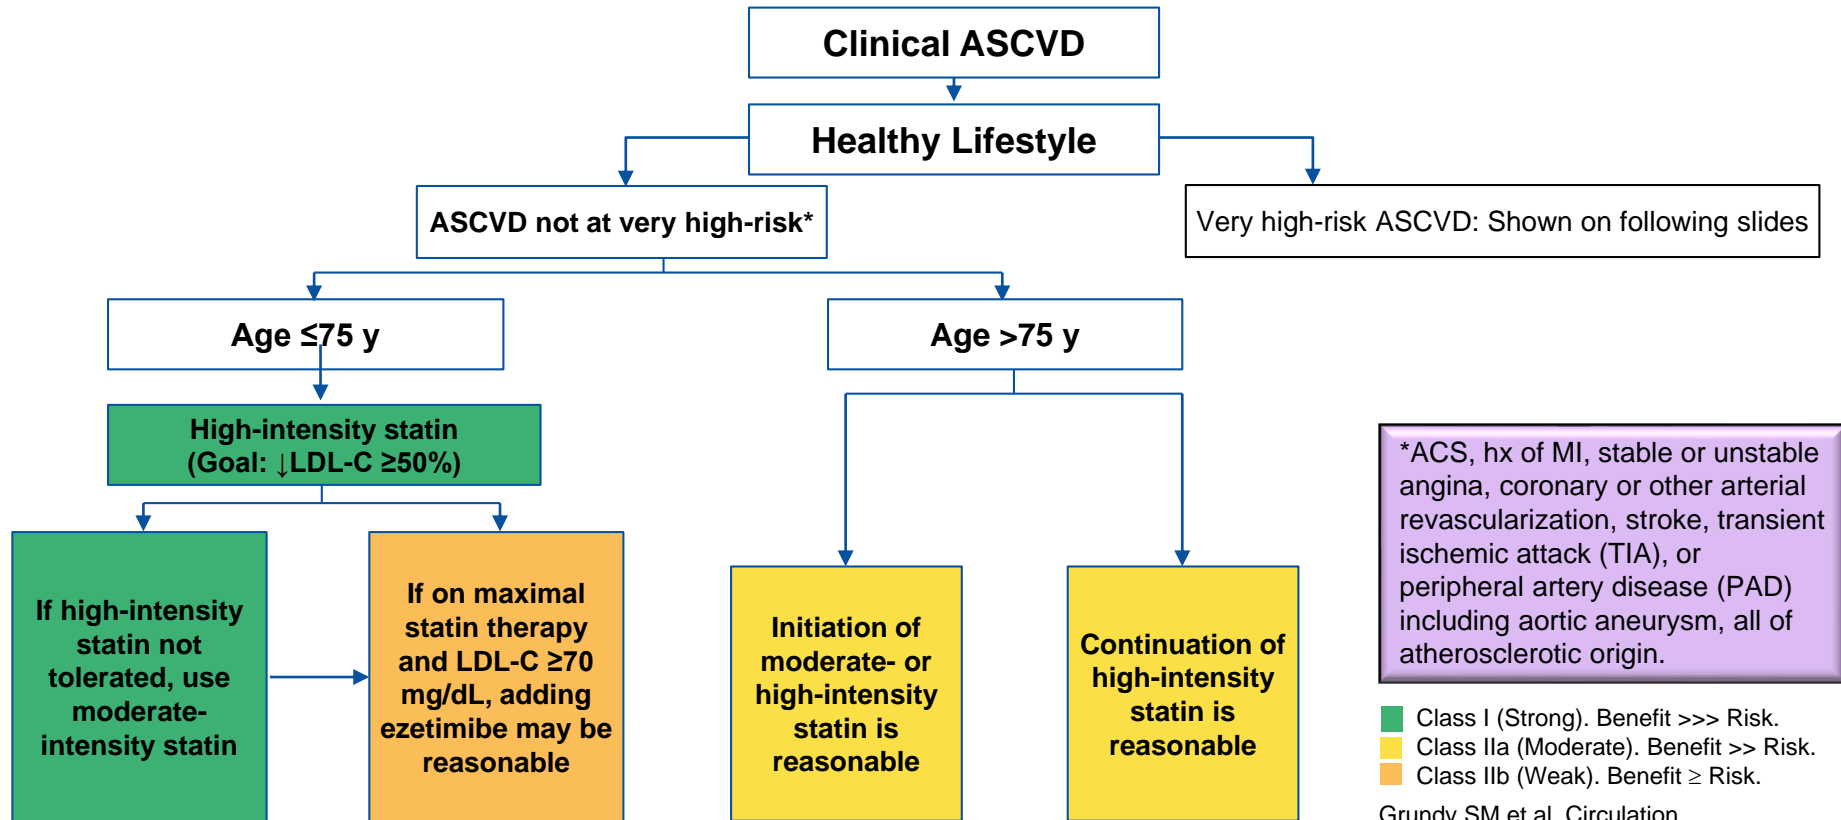 Clinical ASCVD
Healthy Lifestyle
ASCVD not at very high-risk*
Very high-risk ASCVD: Shown on following slides
Age ≤75 y
Age >75 y
High-intensity statin
(Goal: ↓LDL-C ≥50%)
If high-intensity
statin not
tolerated, use
moderate-
intensity statin
If on maximal
statin therapy
and LDL-C ≥70
mg/dL, adding
ezetimibe may be
reasonable
Initiation of
moderate- or
high-intensity
statin is
reasonable
Continuation of
high-intensity
statin is
reasonable
*ACS, hx of MI, stable or unstable
angina, coronary or other arterial
revascularization, stroke, transient
ischemic attack (TIA), or
peripheral artery disease (PAD)
including aortic aneurysm, all of
atherosclerotic origin.
Class I (Strong). Benefit >>> Risk.
Class IIa (Moderate). Benefit >> Risk.
Class IIb (Weak). Benefit ≥ Risk.
Grundy SM et al. Circulation